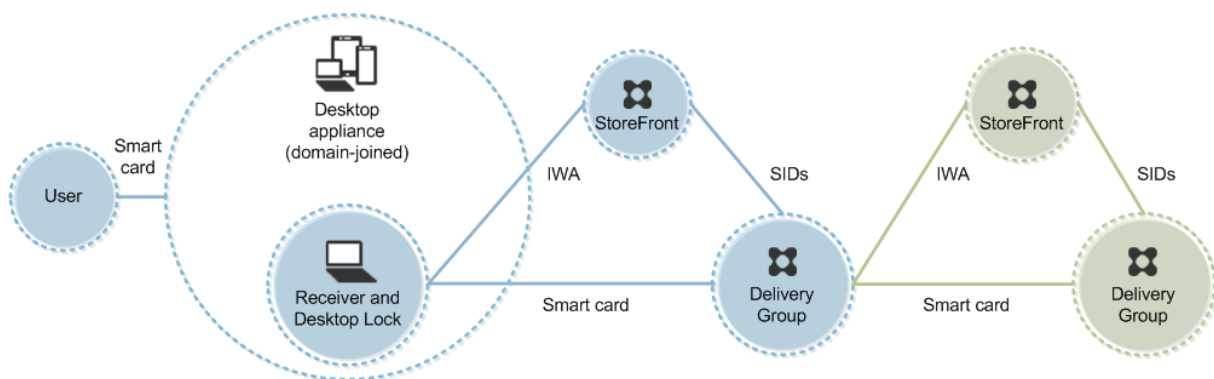 User
Smart
card
Desktop
appliance
(domain-joined)
Receiver and
Desktop Lock
IWA
StoreFront
SIDs
Smart card
Delivery
Group
IWA
StoreFront
SIDs
Smart card
Delivery
Group